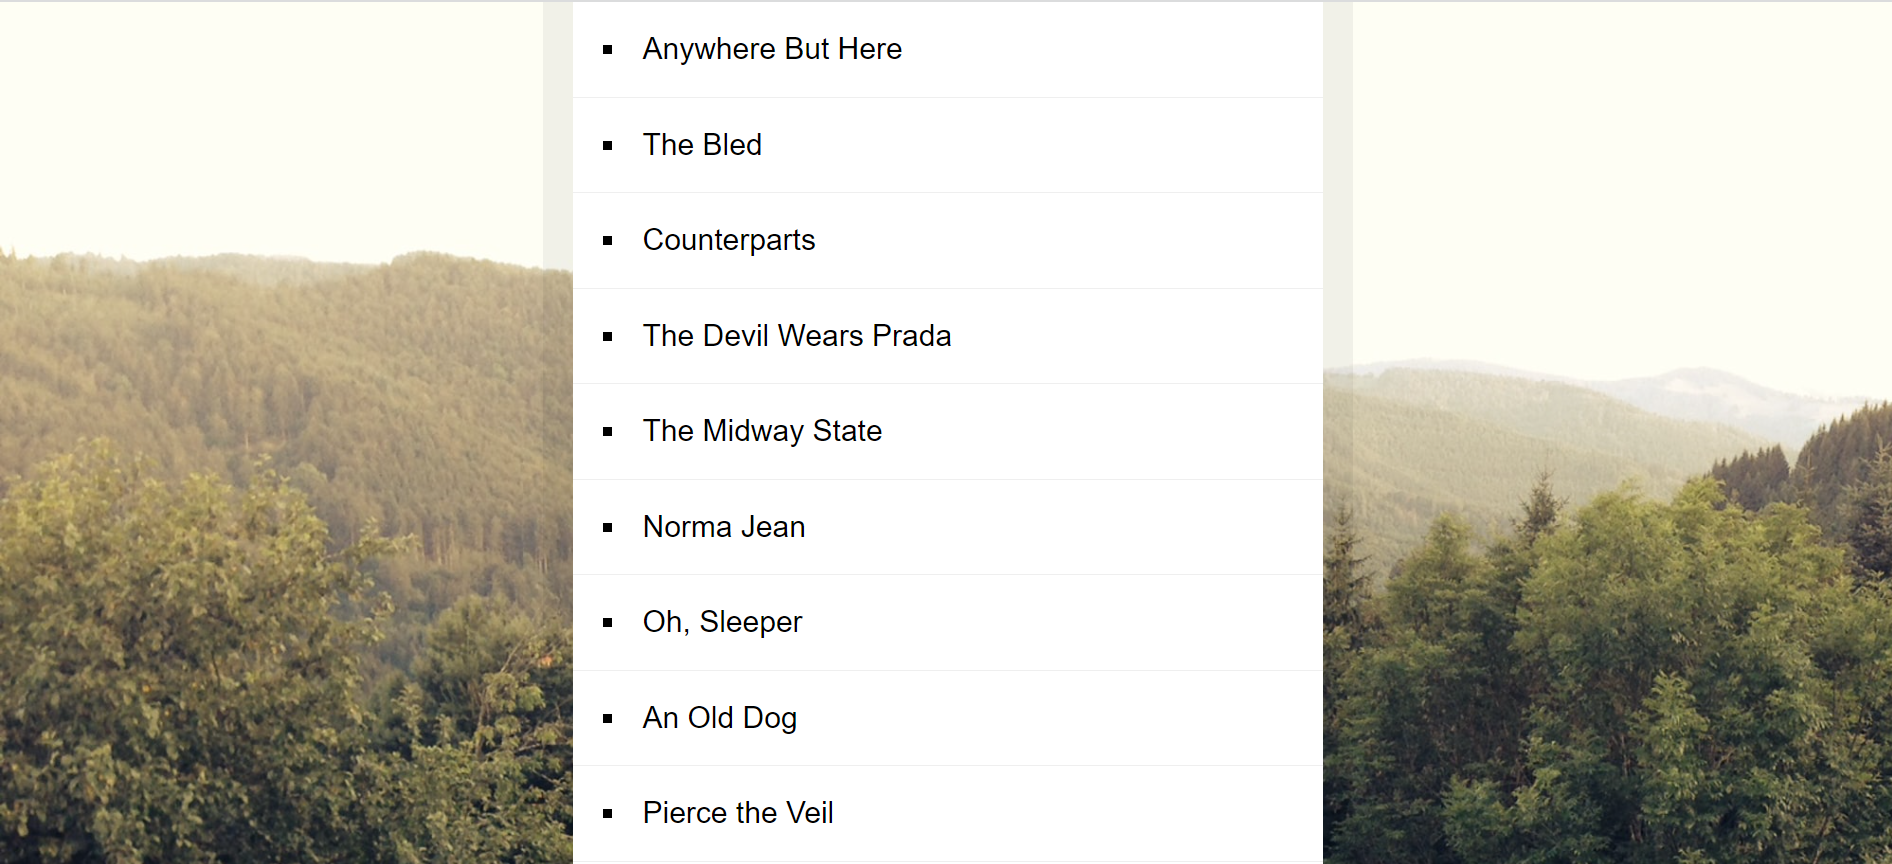 Anywhere But Here
The Bled
Counterparts
The Devil Wears Prada
The Midway State
Norma Jean
Oh, Sleeper
An Old Dog
Pierce the Veil